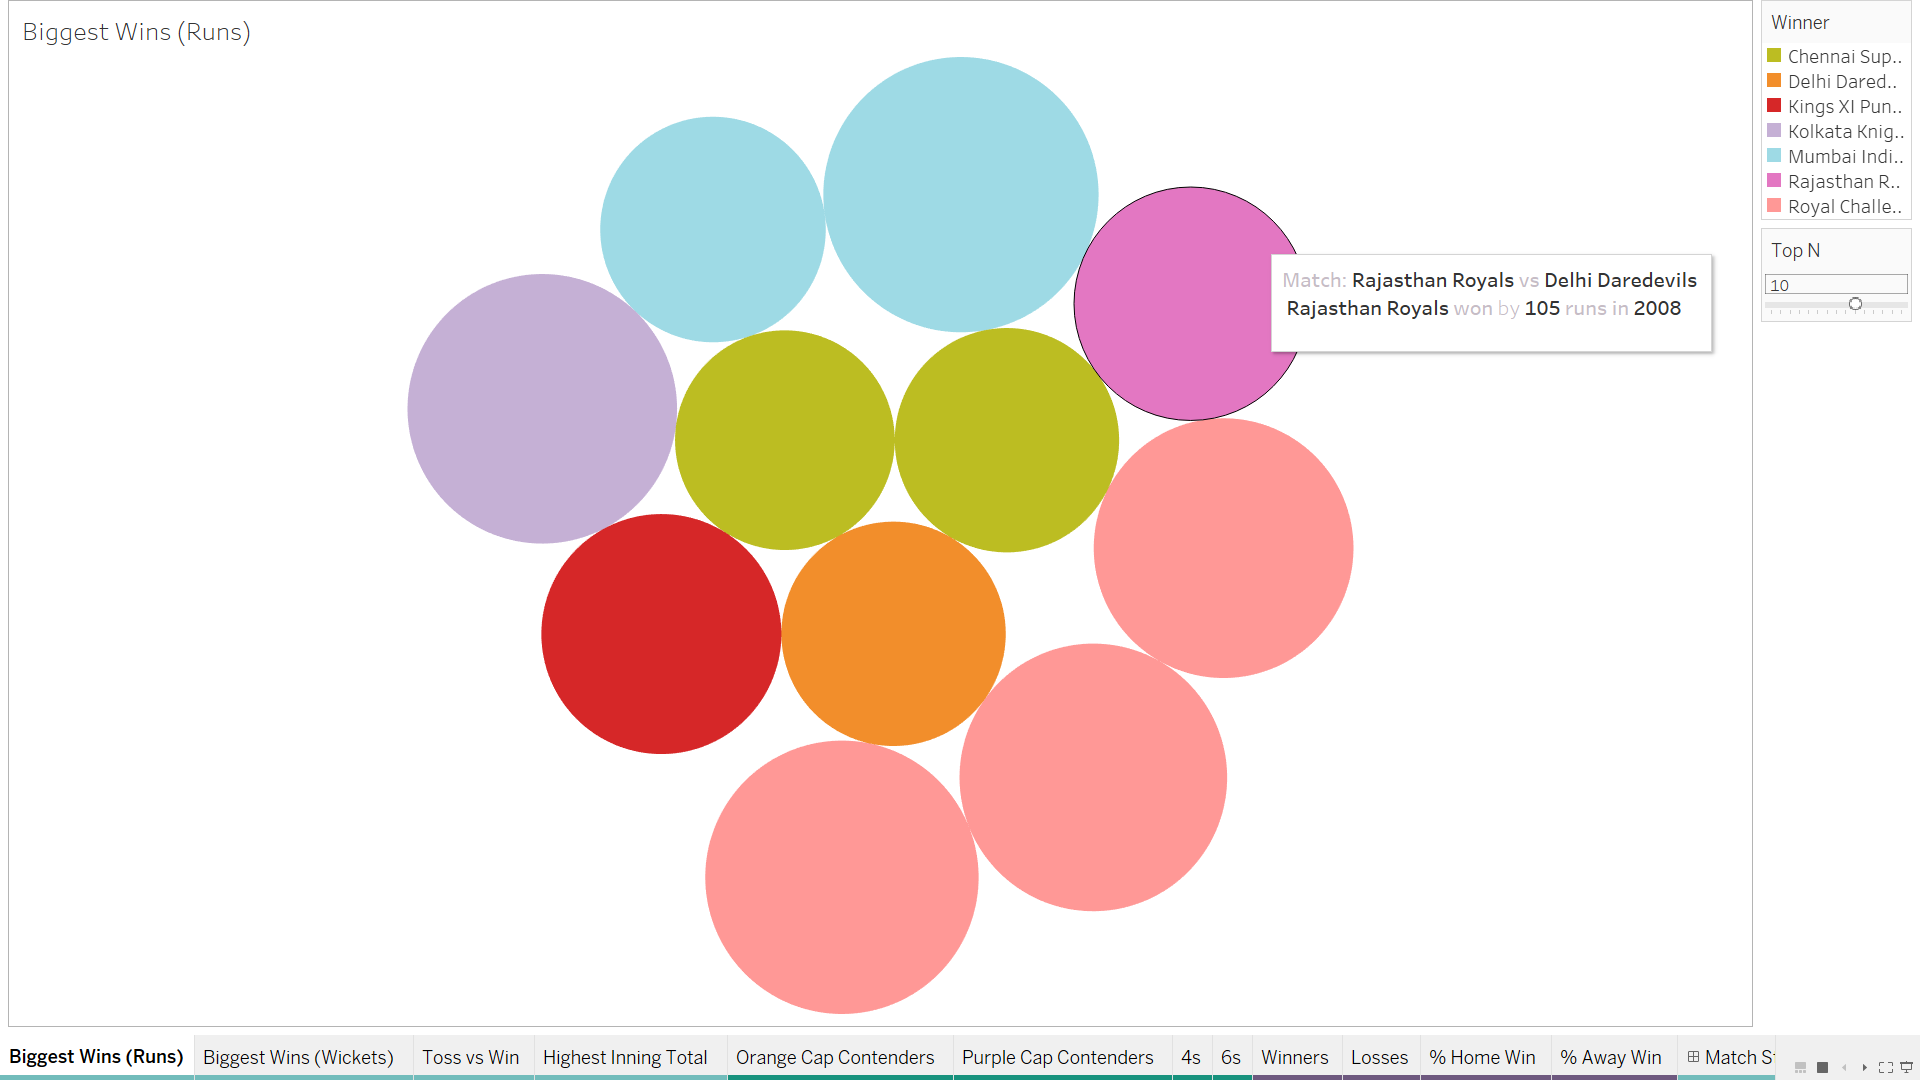 Biggest Wins (Runs)
Match: Rajasthan Royals vs Delhi Daredevils
Rajasthan Royals won by 105 runs in 2008
Winner
Chennai Sup..
Delhi Dared..
Kings XI Pun..
Kolkata Knig..
Mumbai Indi..
Rajasthan R..
Royal Challe..
Top N
10
Biggest Wins (Runs) Biggest Wins (Wickets) Toss vs Win Highest Inning Total Orange Cap Contenders Purple Cap Contenders 4s 6s Winners Losses % Home Win % Away Win Match S